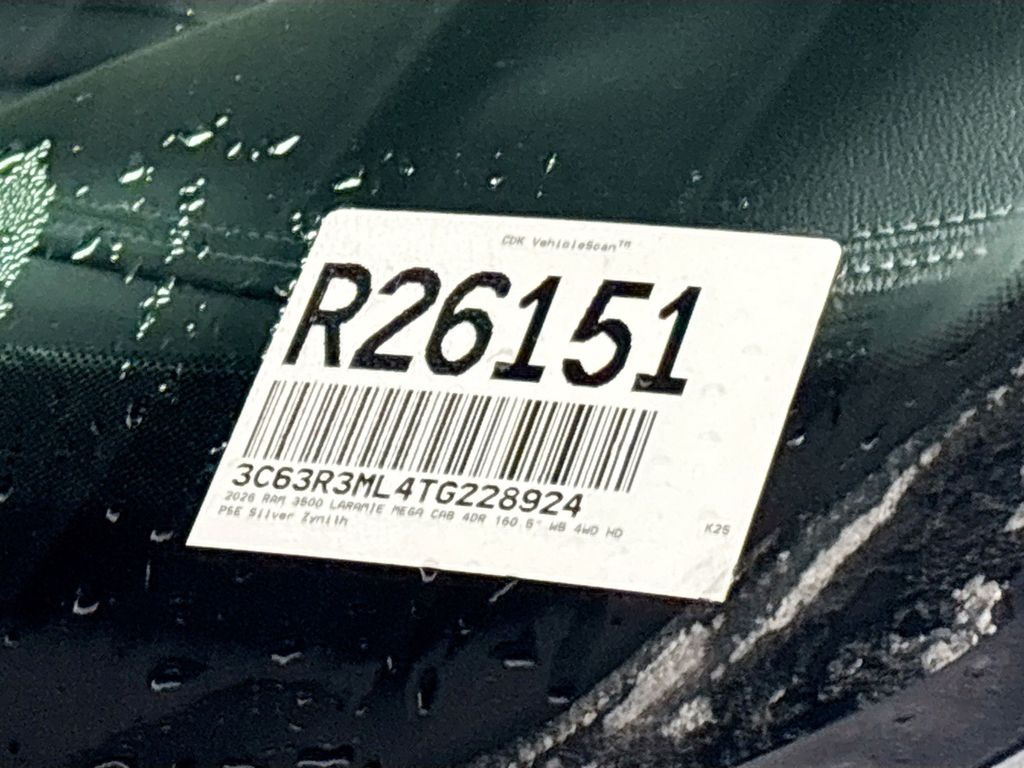 CDK VehicleScan™
R26151
3C63R3ML4TG228924
2026 RAM 3500 LARAMIE MEGA CAB 4DR 160.5" WB 4WD HD
PSE Silver Zynith
K25